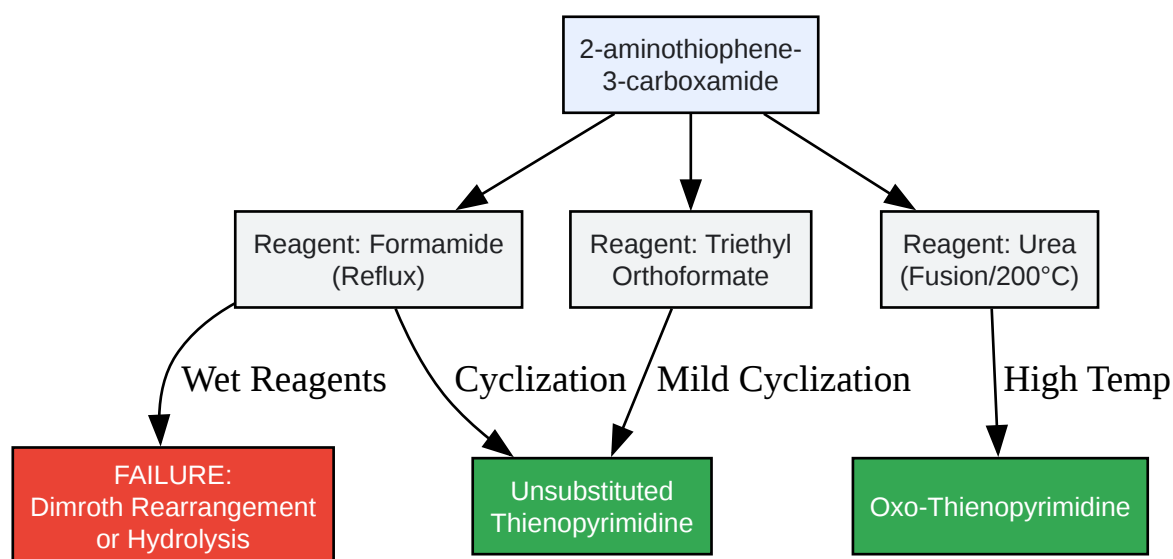 2-aminothiophene-
3-carboxamide
Reagent: Formamide
(Reflux)
Reagent: Triethyl
Orthoformate
Reagent: Urea
(Fusion/200°C)
Wet Reagents
Cyclization
Mild Cyclization
High Temp
FAILURE:
Dimroth Rearrangement
or Hydrolysis
Unsubstituted
Thienopyrimidine
Oxo-Thienopyrimidine